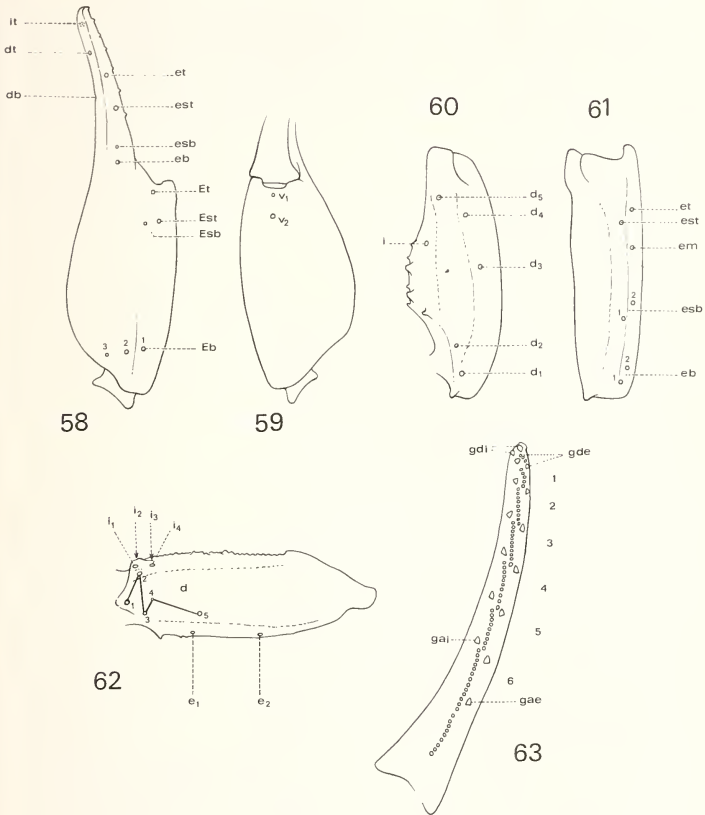 it
dt
db
et
est
esb
eb
Et
Est
Esb
3 2 1
Eb
58
v1
v2
59
60
d5
d4
i
d3
d2
d1
61
et
est
em
2
esb
1
2
eb
1
i1 i2 i3 i4
2
d
1
4
3
5
e1 e2
62
gdi gde
1
2
3
4
5
gai
6
gae
63